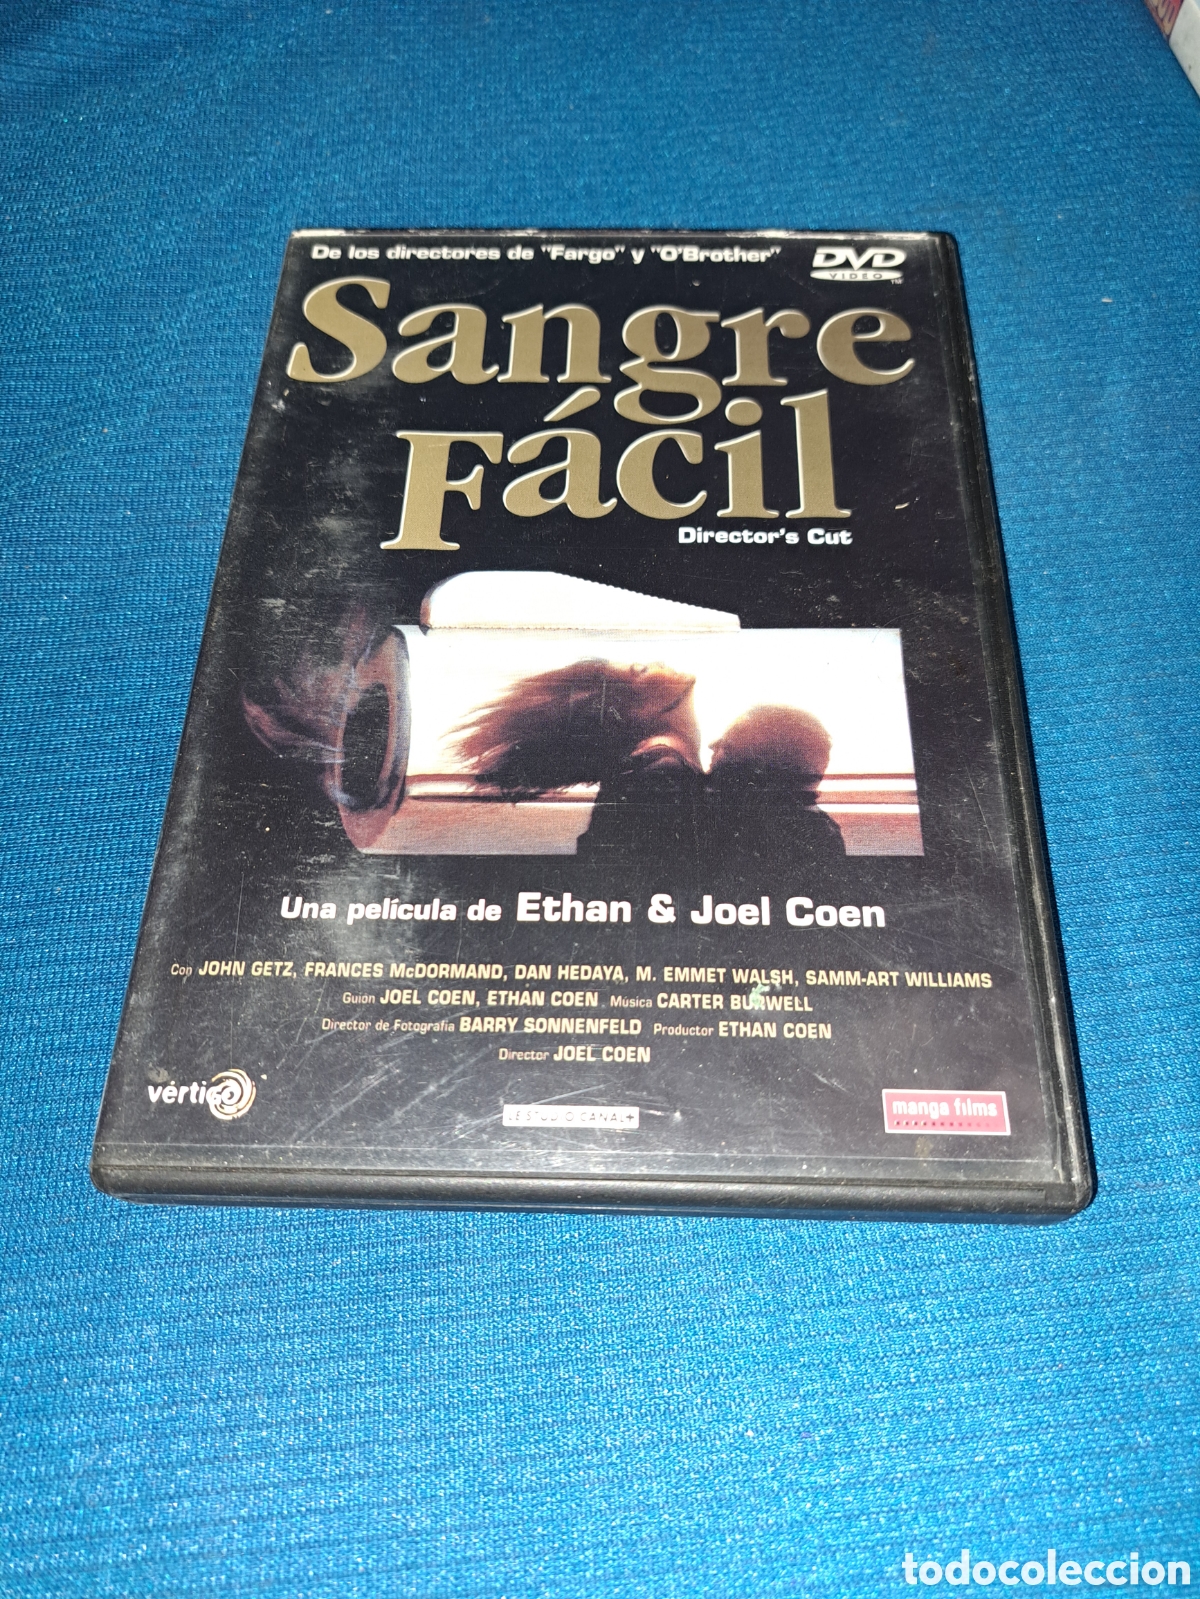 De los directores de "Fargo" y "O'Brother"
DVD
VIDEO
TM
Sangre
Fácil
Director's Cut
Una película de Ethan & Joel Coen
Con JOHN GETZ, FRANCES McDORMAND, DAN HEDAYA, M. EMMET WALSH, SAMM-ART WILLIAMS
Guión JOEL COEN, ETHAN COEN Música CARTER BURWELL
Director de Fotografía BARRY SONNENFELD Productor ETHAN COEN
Director JOEL COEN
vértigo
LE STUDIO CANAL+
manga films
todocoleccion